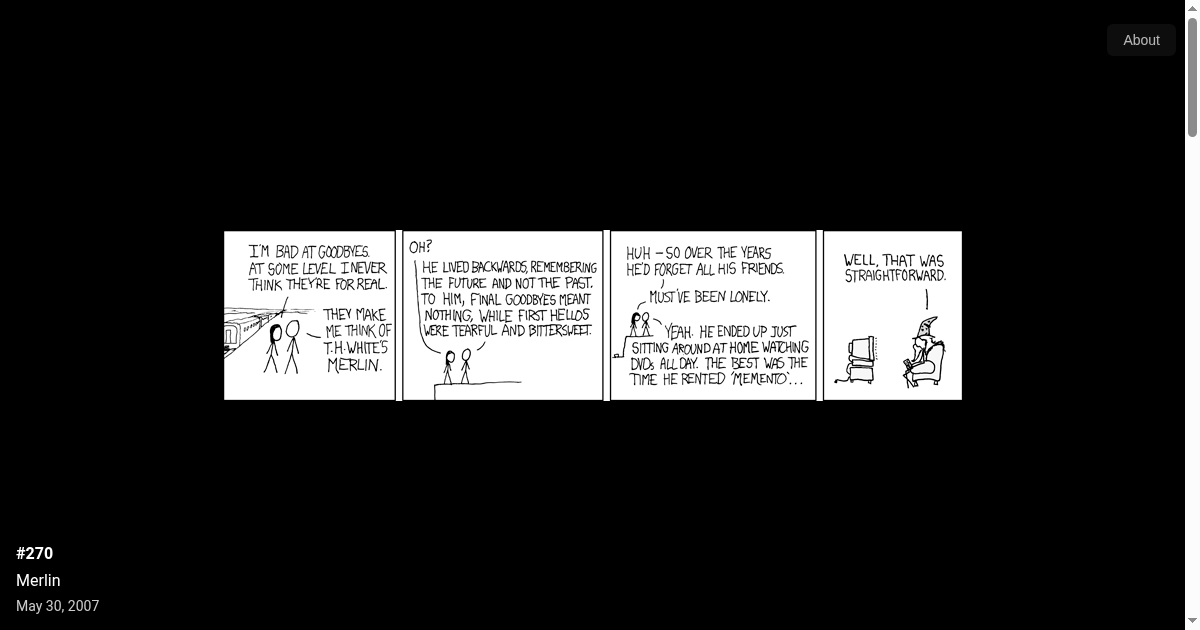 About
I'M BAD AT GOODBYES.
AT SOME LEVEL I NEVER
THINK THEY'RE FOR REAL.
THEY MAKE
ME THINK OF
T.H. WHITE'S
MERLIN.
OH?
HE LIVED BACKWARDS, REMEMBERING
THE FUTURE AND NOT THE PAST.
TO HIM, FINAL GOODBYES MEANT
NOTHING, WHILE FIRST HELLOS
WERE TEARFUL AND BITTERSWEET.
HUH – SO OVER THE YEARS
HE'D FORGET ALL HIS FRIENDS.
MUST'VE BEEN LONELY.
YEAH. HE ENDED UP JUST
SITTING AROUND AT HOME WATCHING
DVDs ALL DAY. THE BEST WAS THE
TIME HE RENTED 'MEMENTO'...
WELL, THAT WAS
STRAIGHTFORWARD.
#270
Merlin
May 30, 2007